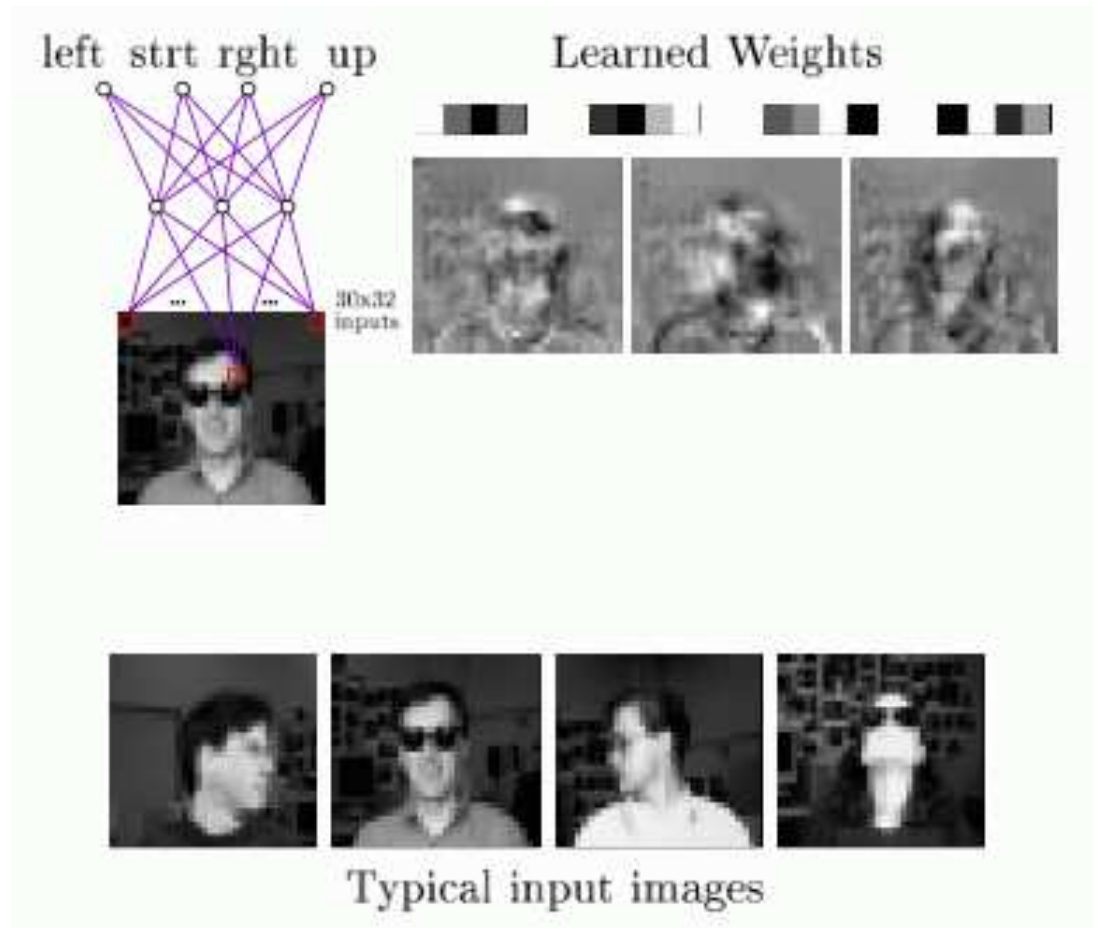 left strt rght up
Learned Weights
... ...
30x32
inputs
Typical input images